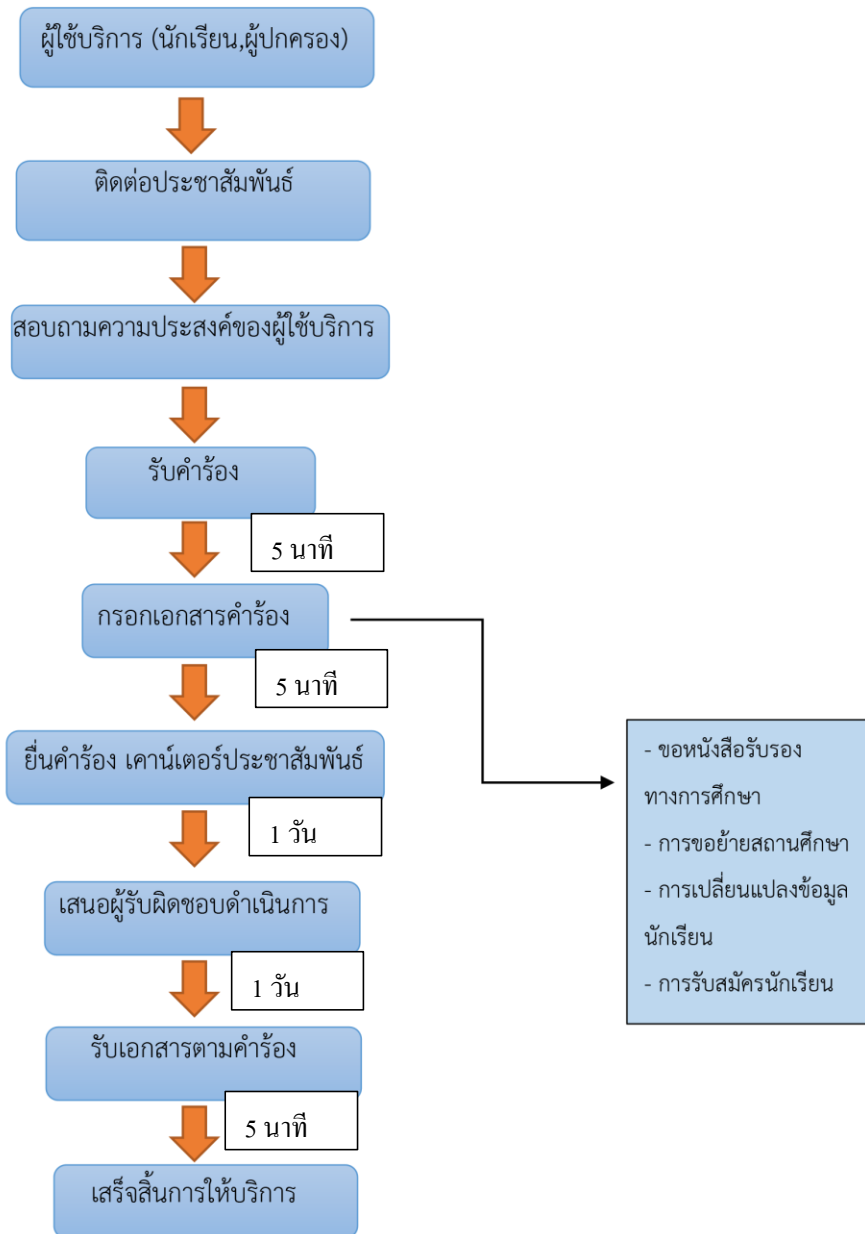 ผู้ใช้บริการ (นักเรียน,ผู้ปกครอง)
ติดต่อประชาสัมพันธ์
สอบถามความประสงค์ของผู้ใช้บริการ
รับคำร้อง
5 นาที
กรอกเอกสารคำร้อง
5 นาที
ยื่นคำร้อง เคาน์เตอร์ประชาสัมพันธ์
1 วัน
เสนอผู้รับผิดชอบดำเนินการ
1 วัน
รับเอกสารตามคำร้อง
5 นาที
เสร็จสิ้นการให้บริการ
- ขอหนังสือรับรอง
ทางการศึกษา
- การขอย้ายสถานศึกษา
- การเปลี่ยนแปลงข้อมูล
นักเรียน
- การรับสมัครนักเรียน